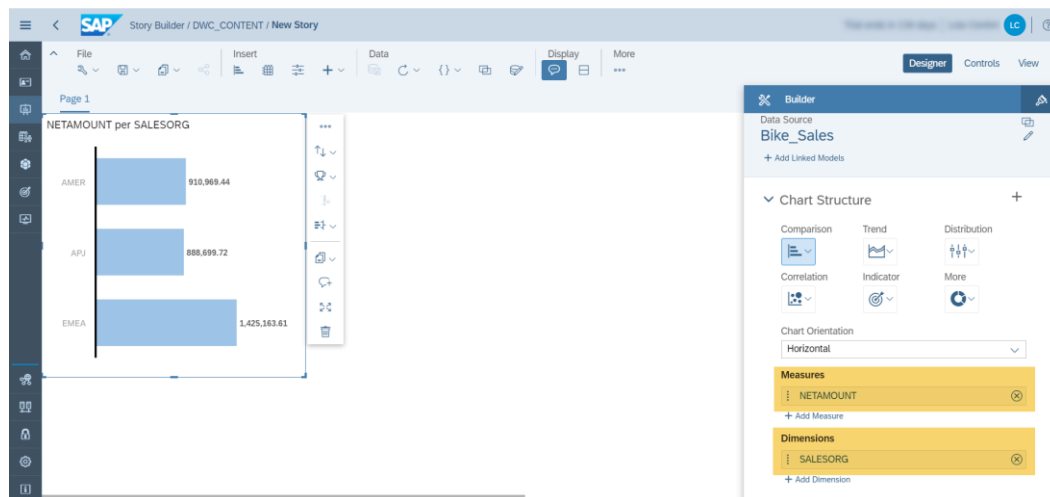 SAP Story Builder / DWC_CONTENT / New Story
LC
File Insert Data Display More
Designer Controls View
Page 1
NETAMOUNT per SALESORG
AMER 910,969.44
APJ 888,699.72
EMEA 1,425,163.61
Builder
Data Source
Bike_Sales
+ Add Linked Models
Chart Structure
Comparison Trend Distribution
Correlation Indicator More
Chart Orientation
Horizontal
Measures
NETAMOUNT
+ Add Measure
Dimensions
SALESORG
+ Add Dimension